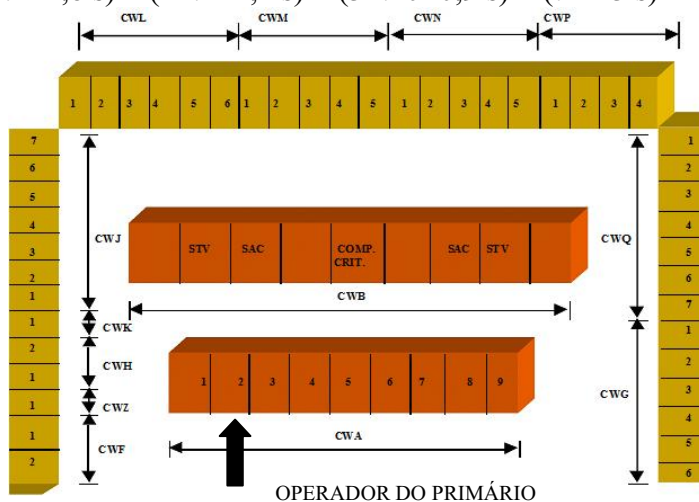 CWL CWM CWN CWP
1 2 3 4 5 6 1 2 3 4 5 1 2 3 4 5 1 2 3 4
7
6
5
4
3
2
1
1
2
1
1
1
2
CWJ
CWK
CWH
CWZ
CWF
STV SAC COMP. CRIT. SAC STV
CWB
1 2 3 4 5 6 7 8 9
CWA
OPERADOR DO PRIMÁRIO
CWQ
CWG
1
2
3
4
5
6
7
1
2
3
4
5
6